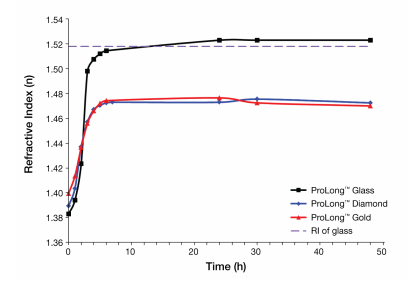 1.54
1.52
1.50
1.48
1.46
1.44
1.42
1.40
1.38
1.36
Refractive Index (n)
0
10
20
30
40
50
Time (h)
ProLong™ Glass
ProLong™ Diamond
ProLong™ Gold
RI of glass